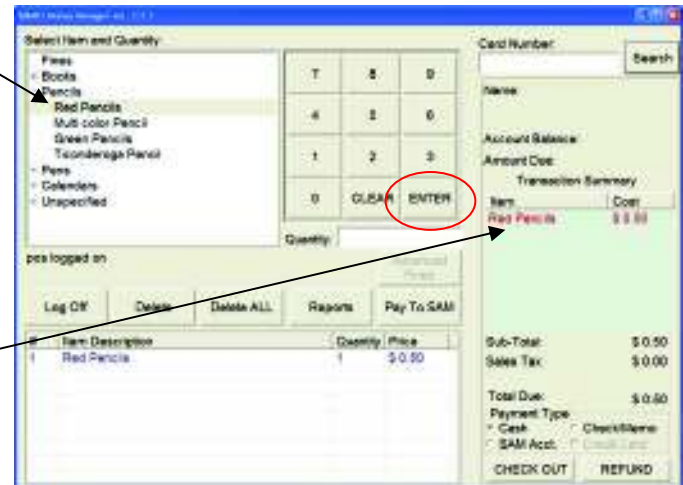 Select Item and Quantity
Fines
Books
Pencils
Red Pencils
Multi-color Pencil
Green Pencils
Ticonderoga Pencil
Pens
Calendars
Unspecified
7 8 9
4 5 6
1 2 3
0 CLEAR ENTER
Quantity:
pos logged on
Log Off Delete Delete ALL Reports Pay To SAM
# Item Description Quantity Price
1 Red Pencils 1 $ 0.50
Card Number:
Search
Name:
Account Balance:
Amount Due:
Transaction Summary
Item Cost
Red Pencils $ 0.50
Sub-Total: $ 0.50
Sales Tax: $ 0.00
Total Due: $ 0.50
Payment Type
Cash Check/Memo
SAM Acct. Credit Card
CHECK OUT REFUND